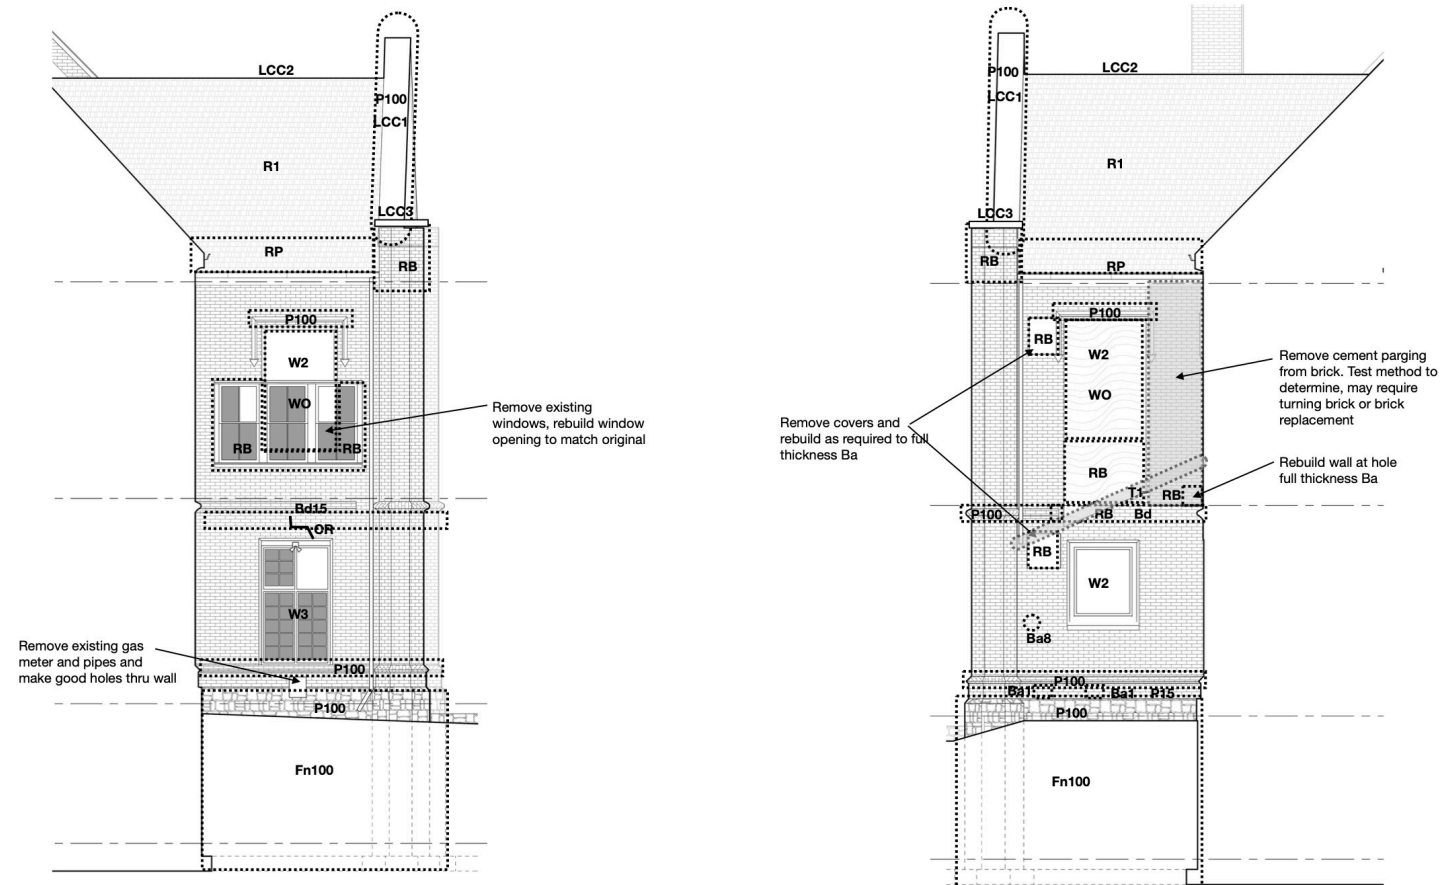 LCC2
P100
LCC1
R1
LCC3
RP
RB
P100
W2
WO
RB
RB
Remove existing
windows, rebuild window
opening to match original
Bd15
OR
W3
Remove existing gas
meter and pipes and
make good holes thru wall
P100
P100
Fn100
P100
LCC2
LCC1
R1
LCC3
RB
RP
P100
RB
W2
WO
Remove cement parging
from brick. Test method to
determine, may require
turning brick or brick
replacement
Remove covers and
rebuild as required to full
thickness Ba
RB
Rebuild wall at hole
full thickness Ba
T1
RB
P100
RB
Bd
RB
W2
Ba8
P100
Ba1
Ba1
P15
P100
Fn100